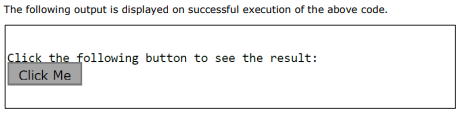 The following output is displayed on successful execution of the above code.
Click the following button to see the result:
Click Me